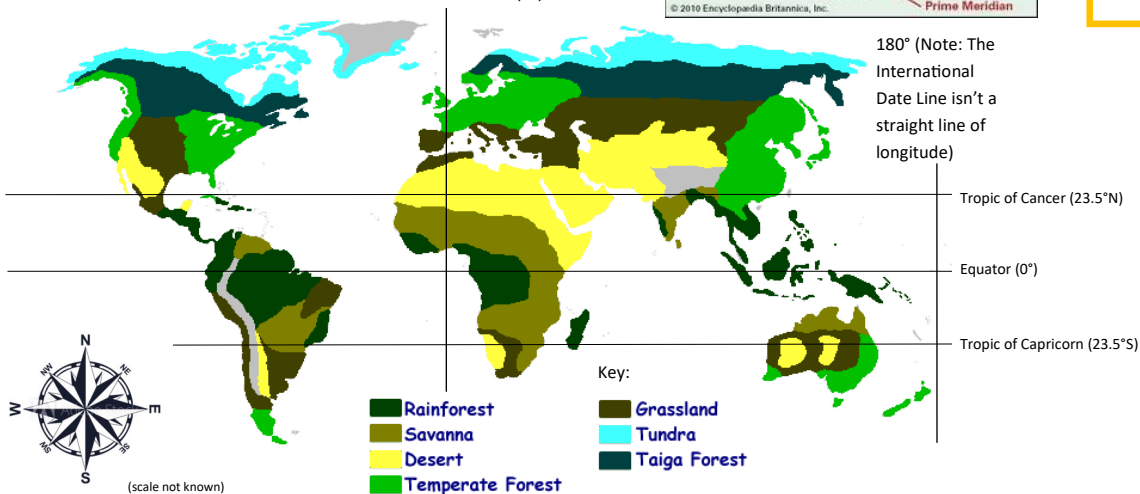 © 2010 Encyclopædia Britannica, Inc.
Prime Meridian
180° (Note: The
International
Date Line isn't a
straight line of
longitude)
Tropic of Cancer (23.5°N)
Equator (0°)
Tropic of Capricorn (23.5°S)
N
NW
NE
W
E
SW
SE
S
(scale not known)
Key:
Rainforest
Grassland
Savanna
Tundra
Desert
Taiga Forest
Temperate Forest